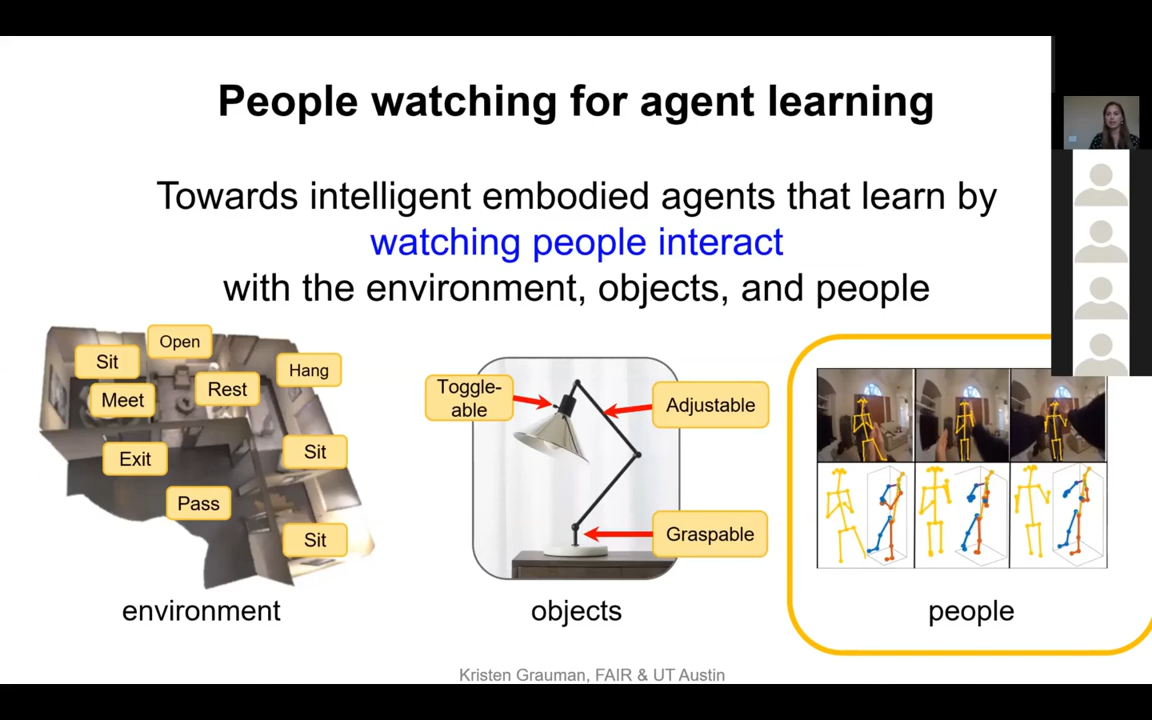 People watching for agent learning
Towards intelligent embodied agents that learn by
watching people interact
with the environment, objects, and people
Open
Sit
Hang
Rest
Meet
Sit
Exit
Pass
Sit
Toggle-
able
Adjustable
Graspable
environment
objects
people
Kristen Grauman, FAIR & UT Austin